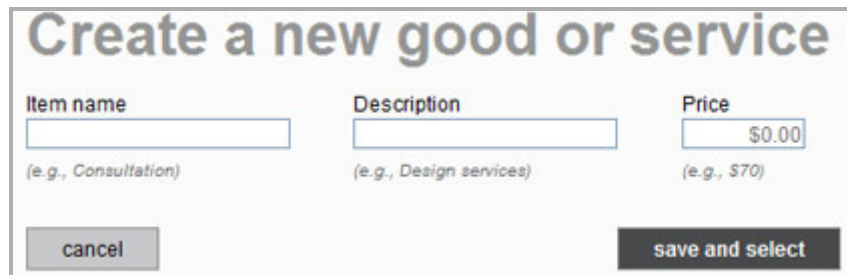 Create a new good or service
Item name Description Price
$0.00
(e.g., Consultation) (e.g., Design services) (e.g., $70)
cancel save and select